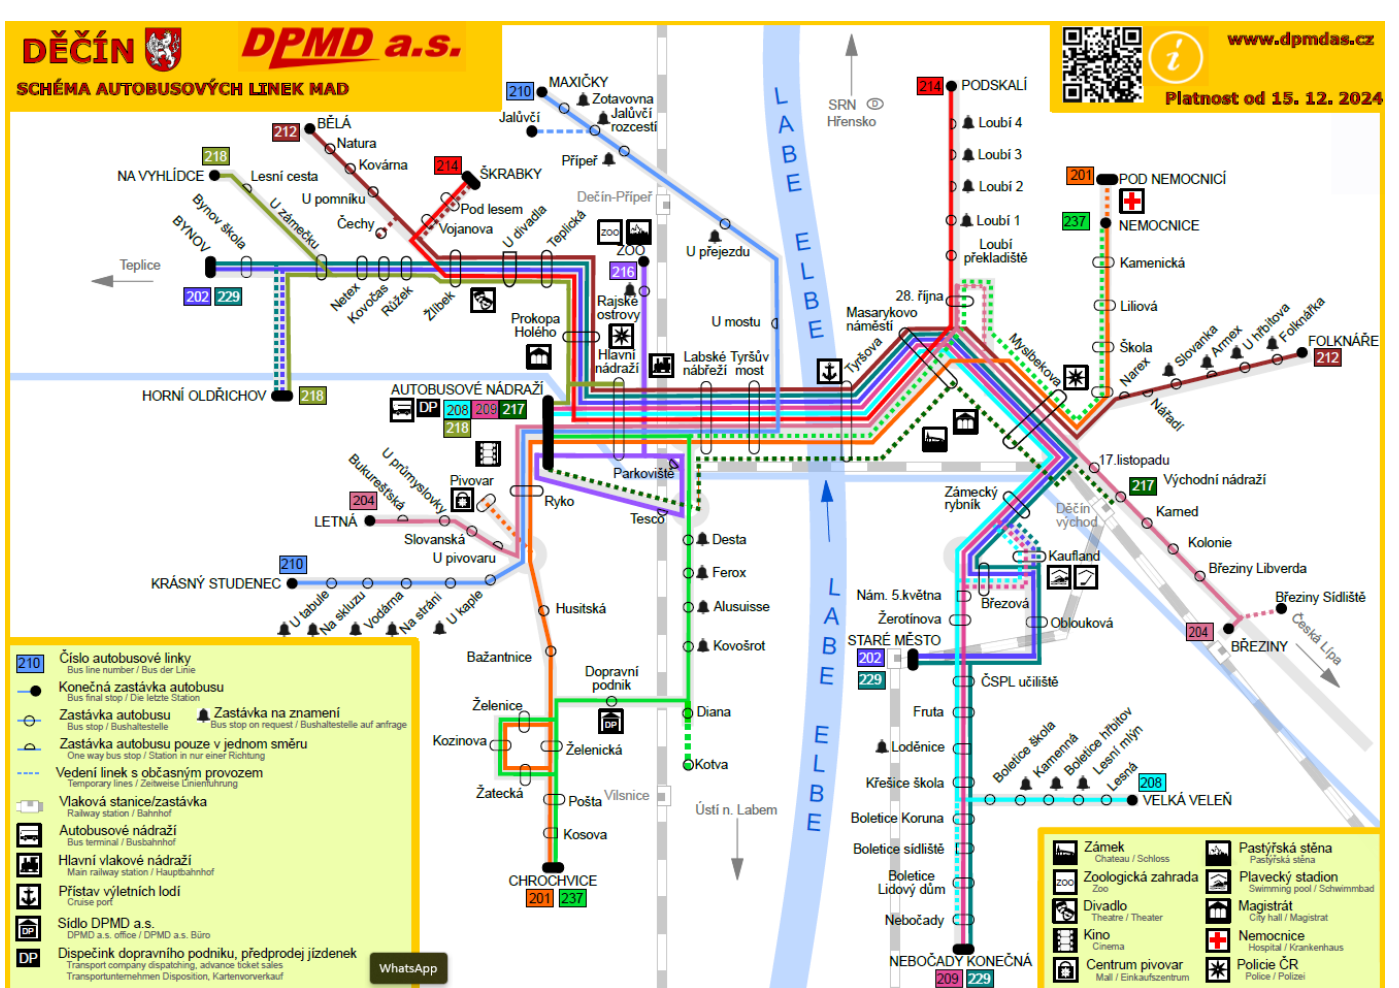 DĚČÍN
DPMD a.s.
SCHÉMA AUTOBUSOVÝCH LINEK MAD
www.dpmdas.cz
Platnost od 15. 12. 2024
210
MAXIČKY
Zotavovna
Jalůvčí
Jalůvčí
rozcestí
Přípeř
U přejezdu
U mostu
LABE ELBE
SRN D
Hřensko
214
PODSKALÍ
Loubí 4
Loubí 3
Loubí 2
Loubí 1
Loubí
překladiště
28. října
Masarykovo
náměstí
201
POD NEMOCNICÍ
237
NEMOCNICE
Kamenická
Liliová
Škola
Narex
Nářadí
Slovanka
Armex
U hřbitova
Folknářka
FOLKNÁŘE
212
212
BĚLÁ
Natura
Kovárna
U pomníku
Čechy
218
NA VYHLÍDCE
Lesní cesta
U zámečku
214
ŠKRABKY
Pod lesem
Vojanova
U divadla
Teplická
Bynov škola
BYNOV
202
229
Teplice
Netex
Kovočas
Růžek
Žlíbek
Dečín-Přípeř
ZOO
ZOO
216
Rajské
ostrovy
Prokopa
Holého
Hlavní
nádraží
Labské
nábřeží
Tyršův
most
Tyršova
Myslbekova
HORNÍ OLDŘICHOV
218
AUTOBUSOVÉ NÁDRAŽÍ
DP
208
209
217
218
Parkoviště
Tesco
Ryko
Pivovar
U průmyslovky
Bukurešťská
204
LETNÁ
Slovanská
U pivovaru
210
KRÁSNÝ STUDENEC
U tabule
Na skluzu
Vodárna
Na stráni
U kaple
Husitská
Bažantnice
Dopravní
podnik
DP
Želenice
Kozinova
Želenická
Žatecká
Pošta
Kosova
CHROCHVICE
201
237
Desta
Ferox
Alusuisse
Kovošrot
Diana
Kotva
Vilsnice
Ústí n. Labem
LABE ELBE
17.listopadu
217
Východní nádraží
Karned
Kolonie
Březiny Libverda
Březiny Sídliště
204
BŘEZINY
Česká Lípa
Zámecký
rybník
Děčín
východ
Kaufland
Březová
Oblouková
Nám. 5.května
Žerotínova
STARÉ MĚSTO
202
229
ČSPL učiliště
Fruta
Loděnice
Křešice škola
Boletice Koruna
Boletice sídliště
Boletice
Lidový dům
Nebočady
NEBOČADY KONEČNÁ
209
229
Boletice škola
Kamenná
Boletice hřbitov
Lesní mlýn
Lesná
208
VELKÁ VELEŇ
210
Číslo autobusové linky
Bus line number / Bus der Linie
Konečná zastávka autobusu
Bus final stop / Die letzte Station
Zastávka autobusu
Bus stop / Bushaltestelle
Zastávka na znamení
Bus stop on request / Bushaltestelle auf anfrage
Zastávka autobusu pouze v jednom směru
One way bus stop / Station in nur einer Richtung
Vedení linek s občasným provozem
Temporary lines / Zeitweise Linienfuhrung
Vlaková stanice/zastávka
Railway station / Bahnhof
Autobusové nádraží
Bus terminal / Busbahnhof
Hlavní vlakové nádraží
Main railway station / Hauptbahnhof
Přístav výletních lodí
Cruise port
DP
Sídlo DPMD a.s.
DPMD a.s. office / DPMD a.s. Büro
DP
Dispečink dopravního podniku, předprodej jízdenek
Transport company dispatching, advance ticket sales
Transportunternehmen Disposition, Kartenvorverkauf
WhatsApp
Zámek
Chateau / Schloss
ZOO
Zoologická zahrada
Zoo
Divadlo
Theatre / Theater
Kino
Cinema
Centrum pivovar
Mall / Einkaufszentrum
Pastýřská stěna
Pastýřská stěna
Plavecký stadion
Swimming pool / Schwimmbad
Magistrát
City hall / Magistrat
Nemocnice
Hospital / Krankenhaus
Policie ČR
Police / Polizei